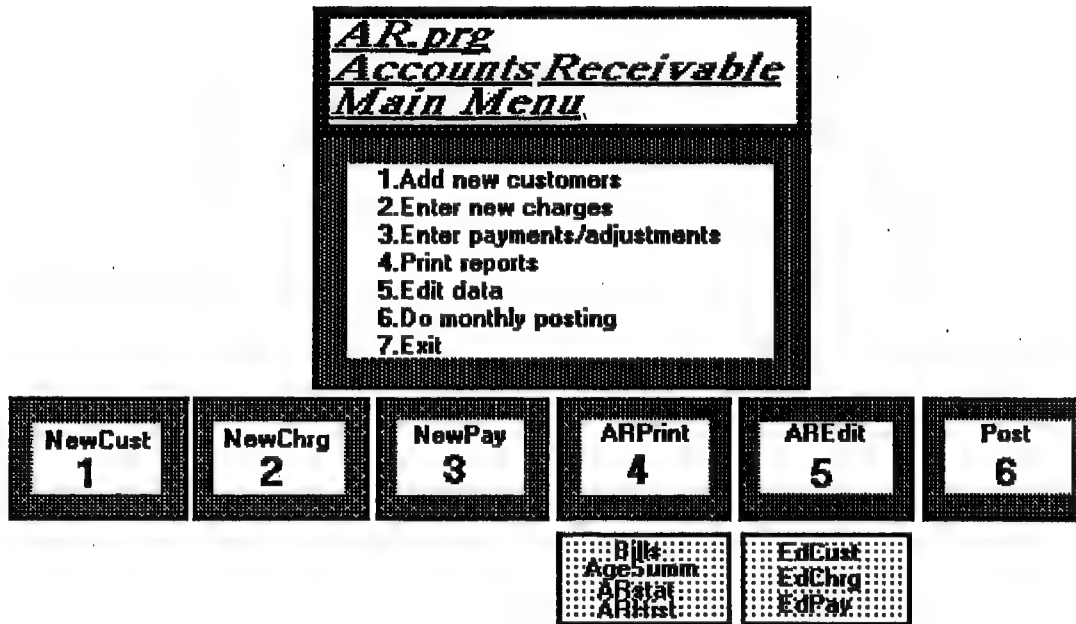 AR.prg
Accounts Receivable
Main Menu
1.Add new customers
2.Enter new charges
3.Enter payments/adjustments
4.Print reports
5.Edit data
6.Do monthly posting
7.Exit
NewCust
1
NewChrg
2
NewPay
3
ARPrint
4
AREdit
5
Post
6
Bills
AgeSumm
ARstat
EdCust
EdChrg
EdPay